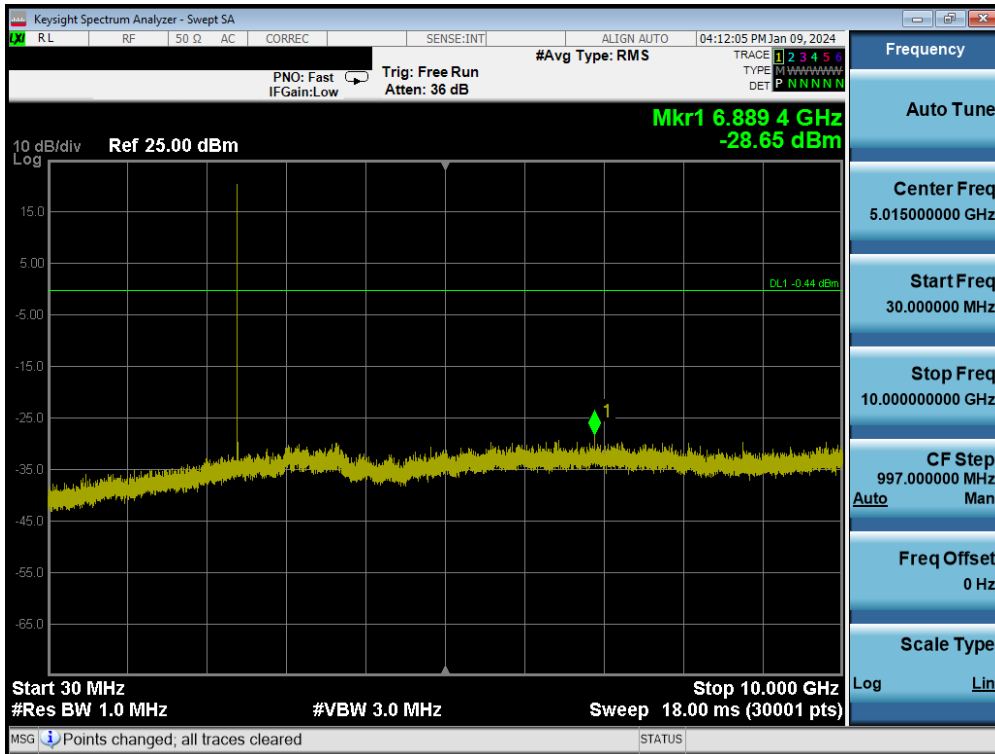 Keysight Spectrum Analyzer - Swept SA
LXI RL RF 50 Ω AC CORREC SENSE:INT ALIGN AUTO 04:12:05 PM Jan 09, 2024
#Avg Type: RMS
TRACE 1 2 3 4 5 6
PNO: Fast Trig: Free Run
TYPE M WWWWW
IFGain:Low Atten: 36 dB
DET P N N N N N
Mkr1 6.889 4 GHz
-28.65 dBm
10 dB/div Ref 25.00 dBm
Log
15.0
5.00
DL1 -0.44 dBm
-5.00
-15.0
-25.0
1
-35.0
-45.0
-55.0
-65.0
Start 30 MHz Stop 10.000 GHz
#Res BW 1.0 MHz #VBW 3.0 MHz Sweep 18.00 ms (30001 pts)
MSG Points changed; all traces cleared STATUS
Frequency
Auto Tune
Center Freq
5.015000000 GHz
Start Freq
30.000000 MHz
Stop Freq
10.000000000 GHz
CF Step
997.000000 MHz
Auto Man
Freq Offset
0 Hz
Scale Type
Log Lin